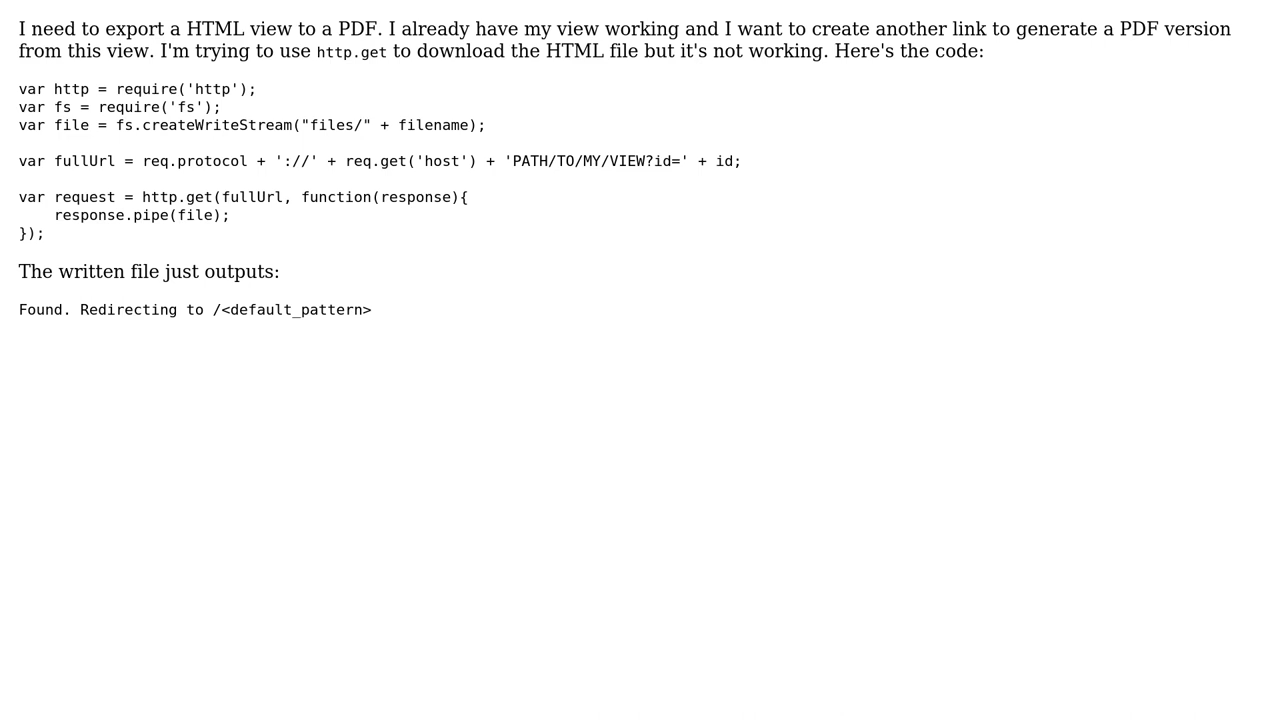 I need to export a HTML view to a PDF. I already have my view working and I want to create another link to generate a PDF version
from this view. I'm trying to use http.get to download the HTML file but it's not working. Here's the code:
var http = require('http');
var fs = require('fs');
var file = fs.createWriteStream("files/" + filename);
var fullUrl = req.protocol + '://' + req.get('host') + 'PATH/TO/MY/VIEW?id=' + id;
var request = http.get(fullUrl, function(response){
    response.pipe(file);
});
The written file just outputs:
Found. Redirecting to /<default_pattern>